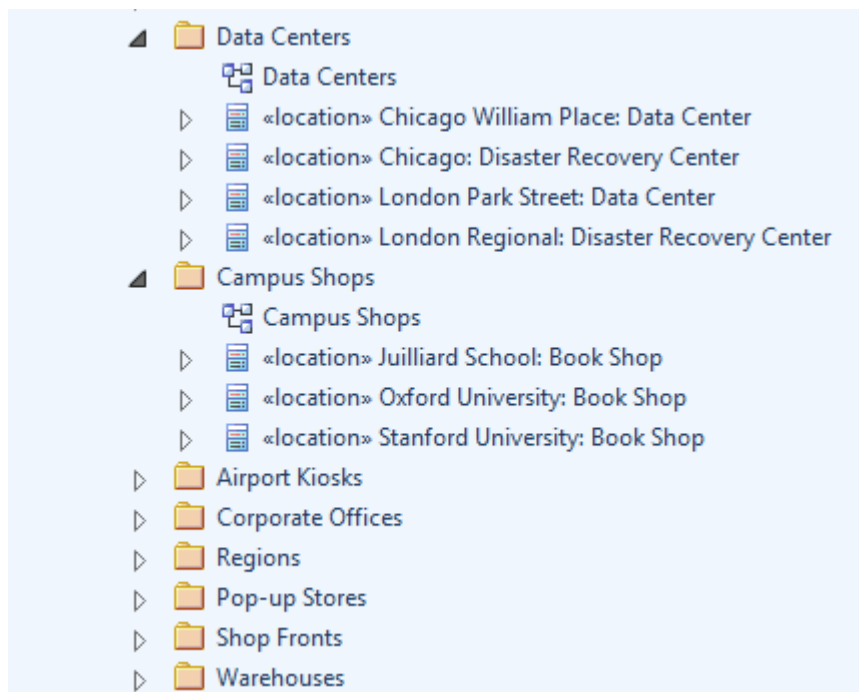 Data Centers
Data Centers
«location» Chicago William Place: Data Center
«location» Chicago: Disaster Recovery Center
«location» London Park Street: Data Center
«location» London Regional: Disaster Recovery Center
Campus Shops
Campus Shops
«location» Juilliard School: Book Shop
«location» Oxford University: Book Shop
«location» Stanford University: Book Shop
Airport Kiosks
Corporate Offices
Regions
Pop-up Stores
Shop Fronts
Warehouses